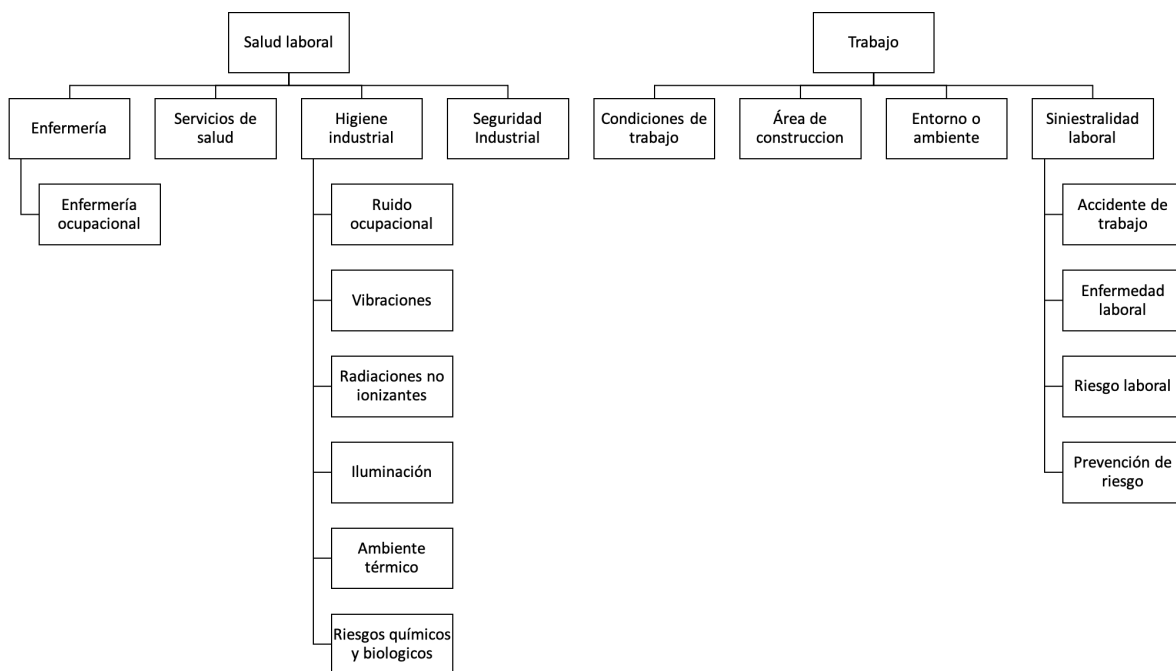 Salud laboral
Trabajo
Enfermería
Servicios de
salud
Higiene
industrial
Seguridad
Industrial
Condiciones de
trabajo
Área de
construccion
Entorno o
ambiente
Siniestralidad
laboral
Enfermería
ocupacional
Ruido
ocupacional
Vibraciones
Radiaciones no
ionizantes
Iluminación
Ambiente
térmico
Riesgos químicos
y biologicos
Accidente de
trabajo
Enfermedad
laboral
Riesgo laboral
Prevención de
riesgo